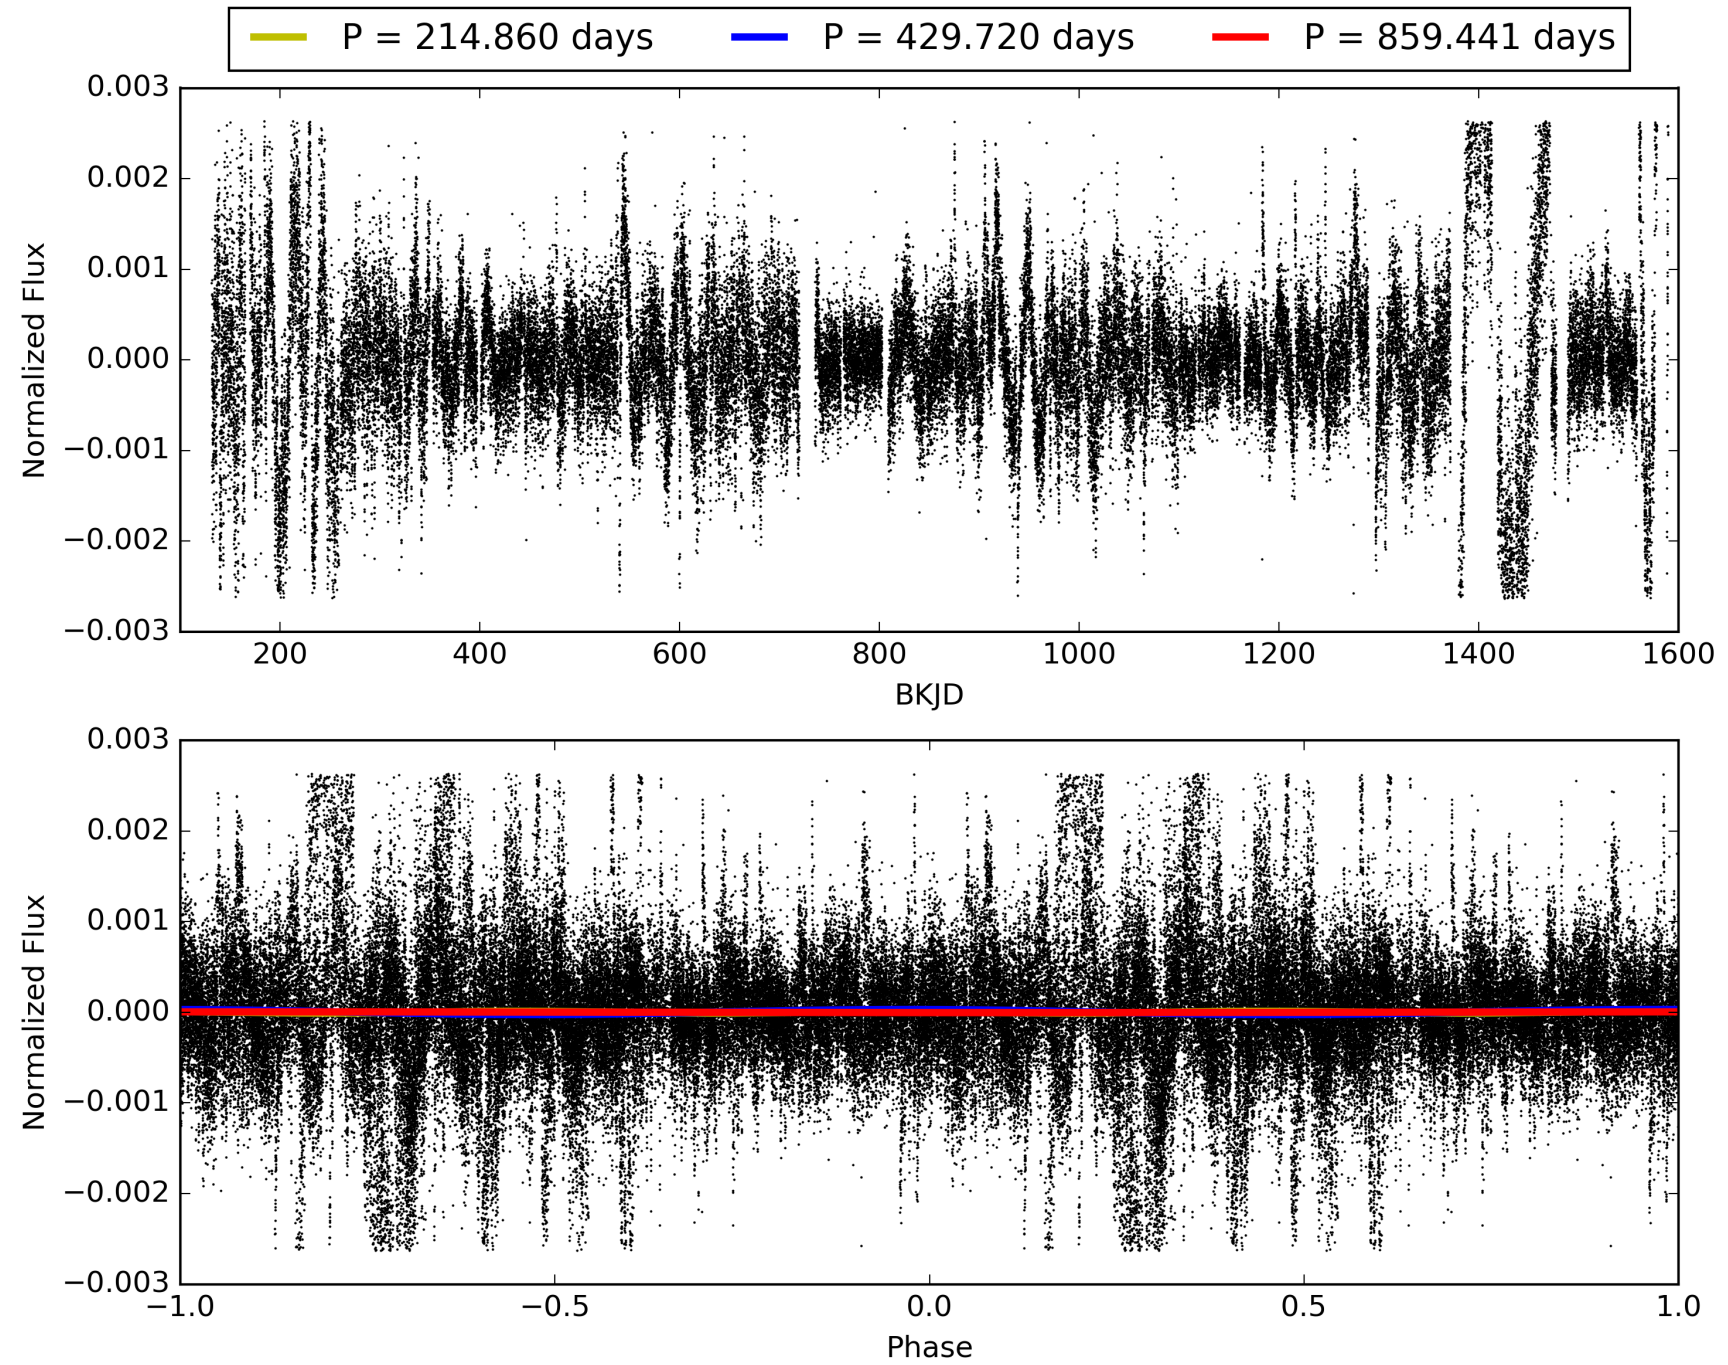 P = 214.860 days P = 429.720 days P = 859.441 days
0.003
0.002
0.001
0.000
−0.001
−0.002
−0.003
Normalized Flux
200 400 600 800 1000 1200 1400 1600
BKJD
0.003
0.002
0.001
0.000
−0.001
−0.002
−0.003
Normalized Flux
−1.0 −0.5 0.0 0.5 1.0
Phase